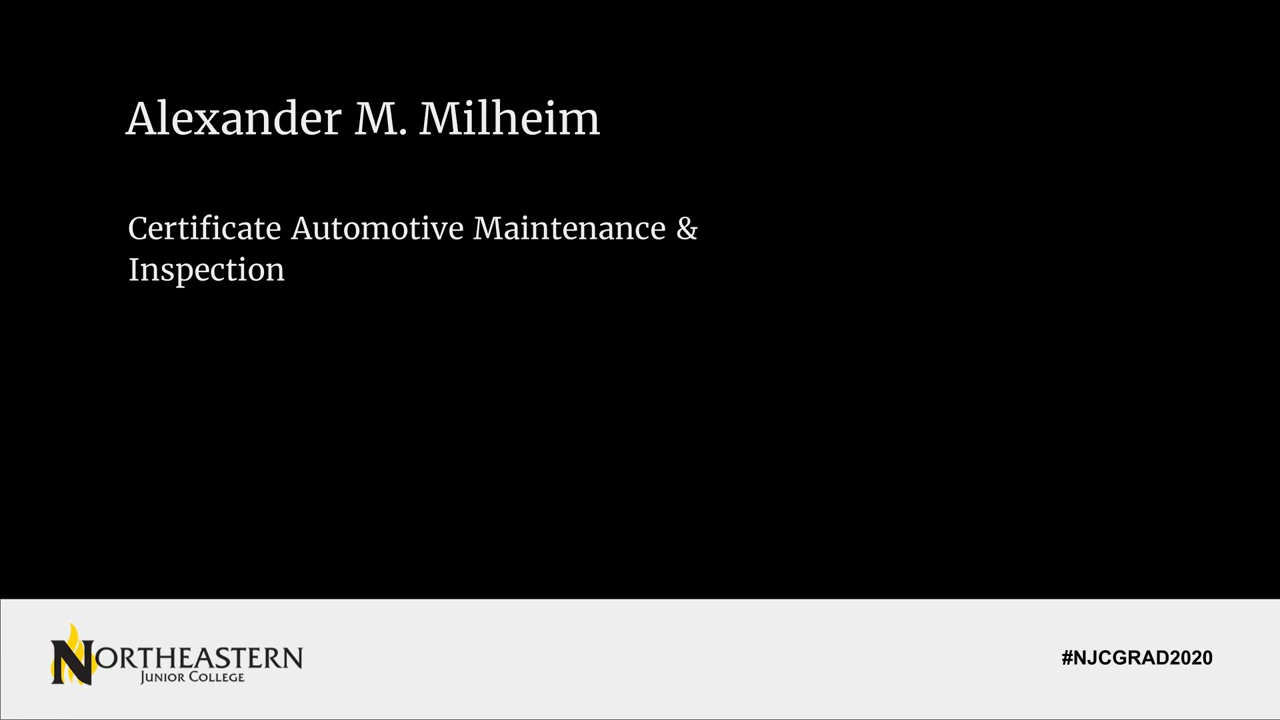 Alexander M. Milheim
Certificate Automotive Maintenance &
Inspection
NORTHEASTERN
JUNIOR COLLEGE
#NJCGRAD2020